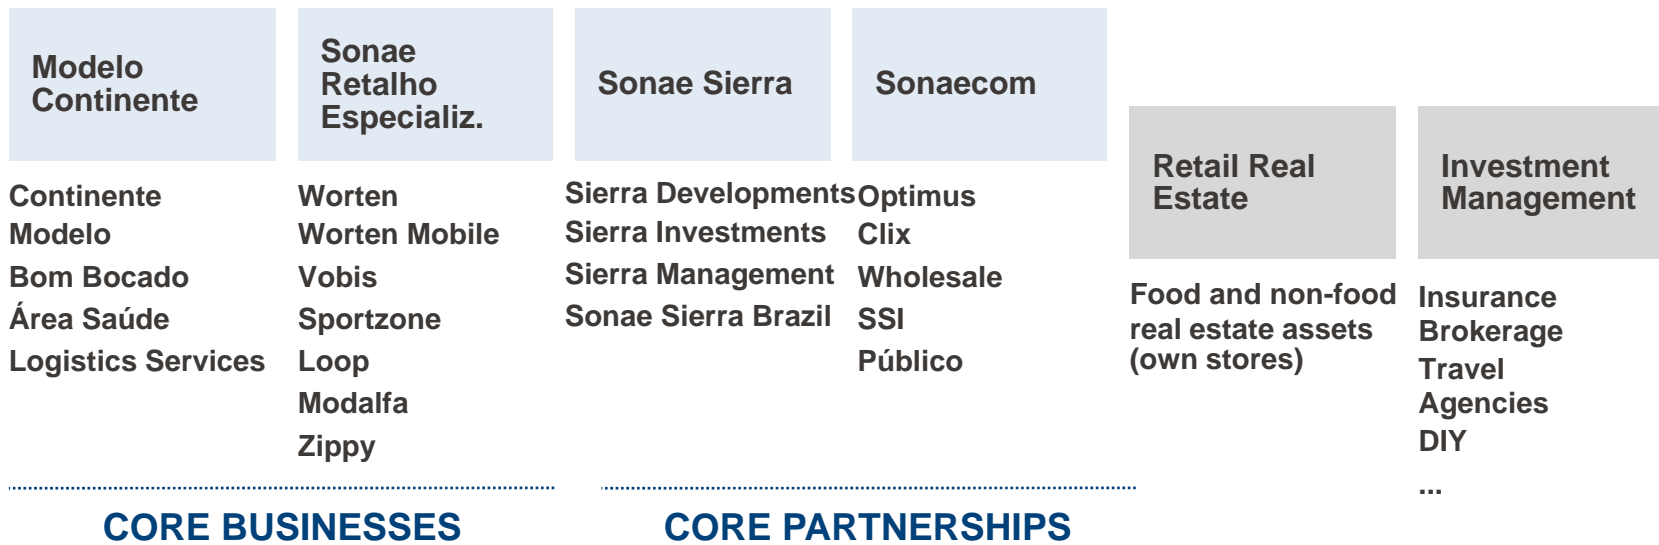 Modelo
Continente
Sonae
Retalho
Especializ.
Sonae Sierra
Sonaecom
Retail Real
Estate
Investment
Management
Continente
Modelo
Bom Bocado
Área Saúde
Logistics Services
Worten
Worten Mobile
Vobis
Sportzone
Loop
Modalfa
Zippy
Sierra Developments
Sierra Investments
Sierra Management
Sonae Sierra Brazil
Optimus
Clix
Wholesale
SSI
Público
Food and non-food
real estate assets
(own stores)
Insurance
Brokerage
Travel
Agencies
DIY
...
CORE BUSINESSES
CORE PARTNERSHIPS